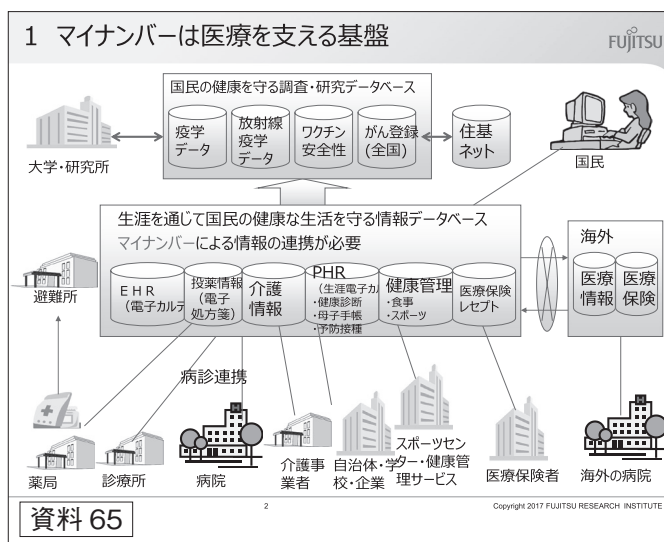 1 マイナンバーは医療を支える基盤
FUJITSU
国民の健康を守る調査・研究データベース
疫学
データ
放射線
疫学
データ
ワクチン
安全性
がん登録
(全国)
住基
ネット
大学・研究所
国民
生涯を通じて国民の健康な生活を守る情報データベース
マイナンバーによる情報の連携が必要
EHR
(電子カルテ
投薬情報
(電子
処方箋)
介護
情報
PHR
(生涯電子カル
・健康診断
・母子手帳
・予防接種
健康管理
・食事
・スポーツ
医療保険
レセプト
海外
医療
情報
医療
保険
避難所
病診連携
薬局
診療所
病院
介護事
業者
自治体・学
校・企業
スポーツセン
ター・健康管
理サービス
医療保険者
海外の病院
2
Copyright 2017 FUJITSU RESEARCH INSTITUTE
資料 65